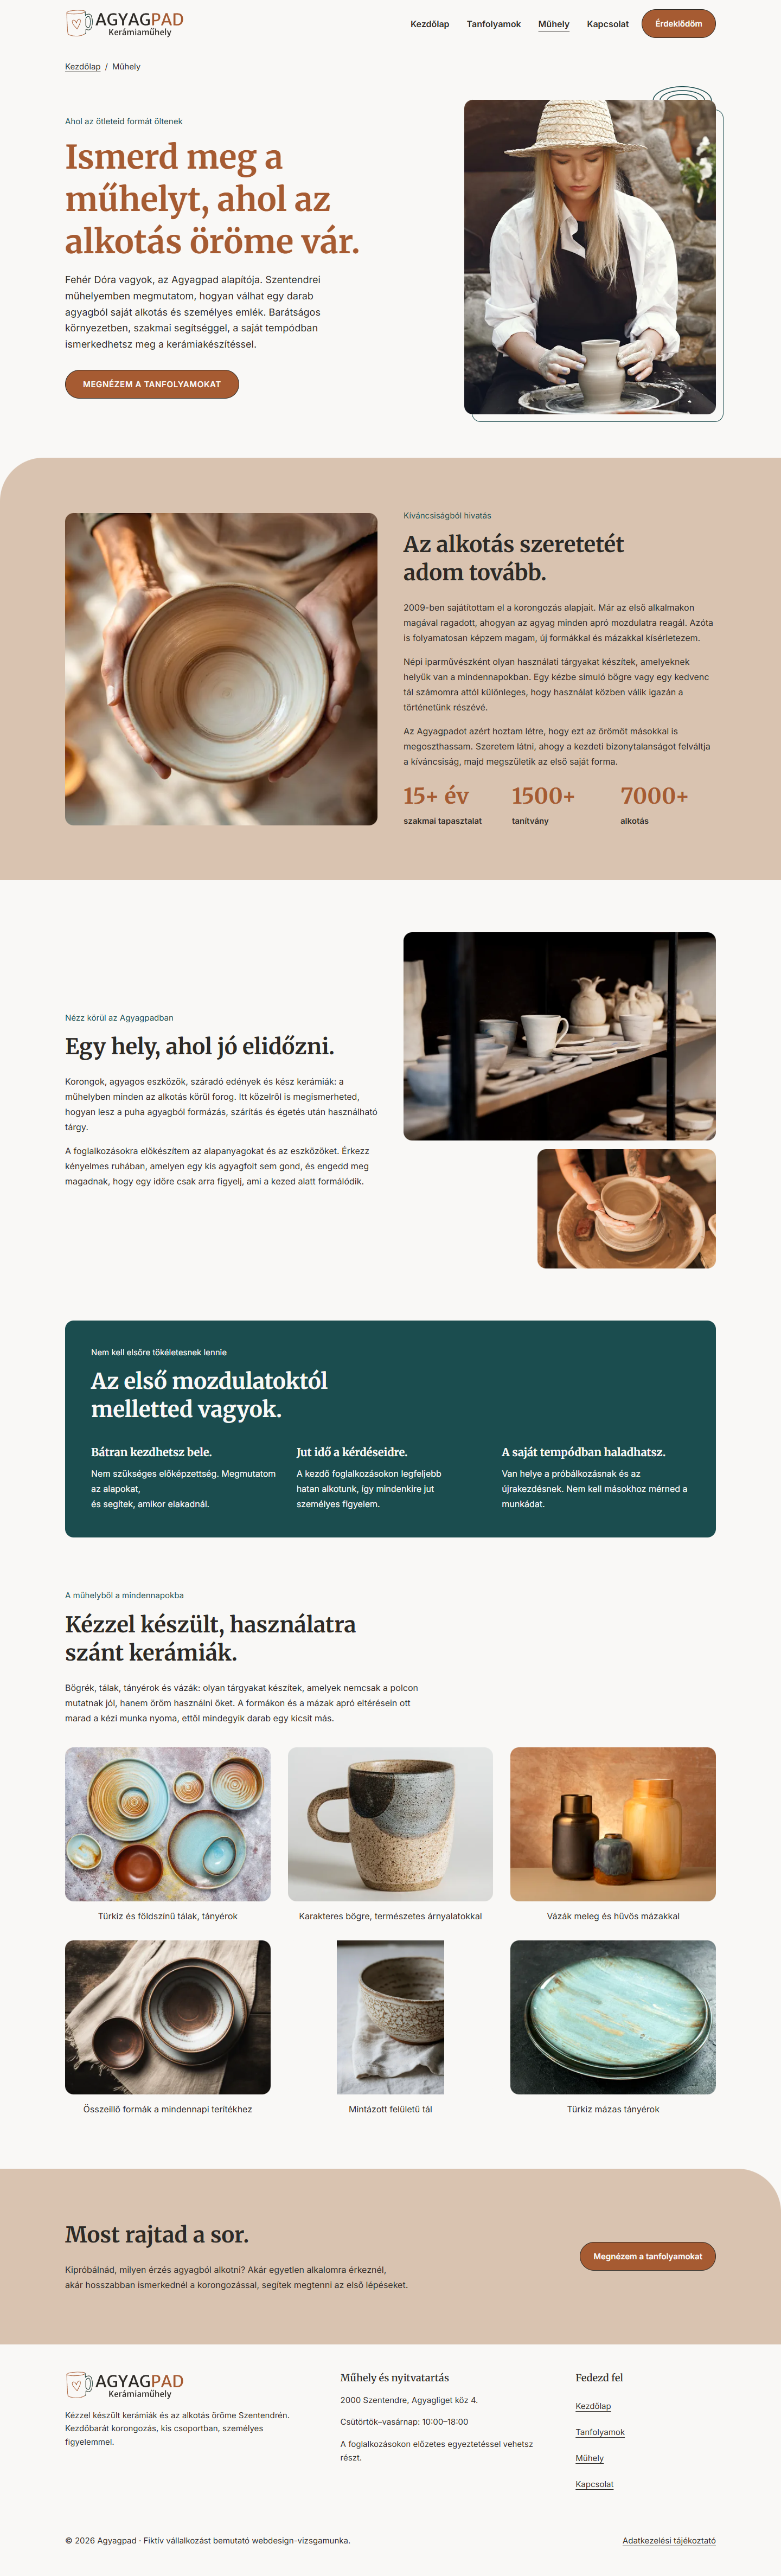 AGYAGPAD
Kerámiaműhely
Kezdőlap Tanfolyamok Műhely Kapcsolat Érdeklődöm
Kezdőlap / Műhely
Ahol az ötleteid formát öltenek
Ismerd meg a
műhelyt, ahol az
alkotás öröme vár.
Fehér Dóra vagyok, az Agyagpad alapítója. Szentendrei
műhelyemben megmutatom, hogyan válhat egy darab
agyagból saját alkotás és személyes emlék. Barátságos
környezetben, szakmai segítséggel, a saját tempódban
ismerkedhetsz meg a kerámiakészítéssel.
MEGNÉZEM A TANFOLYAMOKAT
Kíváncsiságból hivatás
Az alkotás szeretetét
adom tovább.
2009-ben sajátítottam el a korongozás alapjait. Már az első alkalmakon
magával ragadott, ahogyan az agyag minden apró mozdulatra reagál. Azóta
is folyamatosan képzem magam, új formákkal és mázakkal kísérletezem.
Népi iparművészként olyan használati tárgyakat készítek, amelyeknek
helyük van a mindennapokban. Egy kézbe simuló bögre vagy egy kedvenc
tál számomra attól különleges, hogy használat közben válik igazán a
történetünk részévé.
Az Agyagpadot azért hoztam létre, hogy ezt az örömöt másokkal is
megoszthassam. Szeretem látni, ahogy a kezdeti bizonytalanságot felváltja
a kíváncsiság, majd megszületik az első saját forma.
15+ év 1500+ 7000+
szakmai tapasztalat tanítvány alkotás
Nézz körül az Agyagpadban
Egy hely, ahol jó elidőzni.
Korongok, agyagos eszközök, száradó edények és kész kerámiák: a
műhelyben minden az alkotás körül forog. Itt közelről is megismerheted,
hogyan lesz a puha agyagból formázás, szárítás és égetés után használható
tárgy.
A foglalkozásokra előkészítem az alapanyagokat és az eszközöket. Érkezz
kényelmes ruhában, amelyen egy kis agyagfolt sem gond, és engedd meg
magadnak, hogy egy időre csak arra figyelj, ami a kezed alatt formálódik.
Nem kell elsőre tökéletesnek lennie
Az első mozdulatoktól
melletted vagyok.
Bátran kezdhetsz bele. Jut idő a kérdéseidre. A saját tempódban haladhatsz.
Nem szükséges előképzettség. Megmutatom A kezdő foglalkozásokon legfeljebb Van helye a próbálkozásnak és az
az alapokat, hatan alkotunk, így mindenkire jut újrakezdésnek. Nem kell másokhoz mérned a
és segítek, amikor elakadnál. személyes figyelem. munkádat.
A műhelyből a mindennapokba
Kézzel készült, használatra
szánt kerámiák.
Bögrék, tálak, tányérok és vázák: olyan tárgyakat készítek, amelyek nemcsak a polcon
mutatnak jól, hanem öröm használni őket. A formákon és a mázak apró eltérésein ott
marad a kézi munka nyoma, ettől mindegyik darab egy kicsit más.
Türkiz és földszínű tálak, tányérok Karakteres bögre, természetes árnyalatokkal Vázák meleg és hűvös mázakkal
Összeillő formák a mindennapi terítékhez Mintázott felületű tál Türkiz mázas tányérok
Most rajtad a sor.
Kipróbálnád, milyen érzés agyagból alkotni? Akár egyetlen alkalomra érkeznél,
akár hosszabban ismerkednél a korongozással, segítek megtenni az első lépéseket.
Megnézem a tanfolyamokat
AGYAGPAD
Kerámiaműhely
Kézzel készült kerámiák és az alkotás öröme Szentendrén.
Kezdőbarát korongozás, kis csoportban, személyes
figyelemmel.
Műhely és nyitvatartás
2000 Szentendre, Agyagliget köz 4.
Csütörtök–vasárnap: 10:00–18:00
A foglalkozásokon előzetes egyeztetéssel vehetsz
részt.
Fedezd fel
Kezdőlap
Tanfolyamok
Műhely
Kapcsolat
© 2026 Agyagpad · Fiktív vállalkozást bemutató webdesign-vizsgamunka.
Adatkezelési tájékoztató